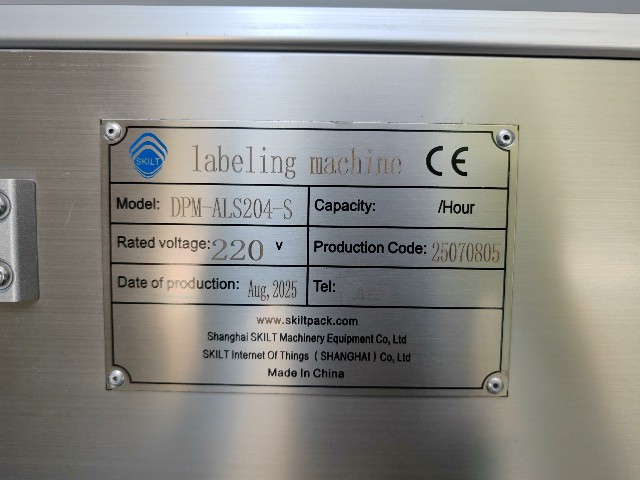 SKILT labeling machine CE
Model: DPM-ALS204-S Capacity: /Hour
Rated voltage: 220 v Production Code: 25070805
Date of production: Aug, 2025 Tel:
www.skiltpack.com
Shanghai SKILT Machinery Equipment Co, Ltd
SKILT Internet Of Things ( SHANGHAI ) Co, Ltd
Made In China